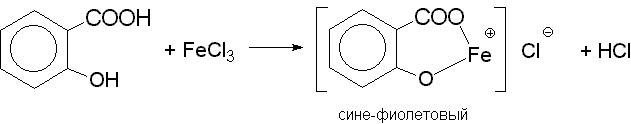 COOH
OH
+ FeCl3
COO
O
Fe
⊕
Cl ⊖
+ HCl
сине-фиолетовый